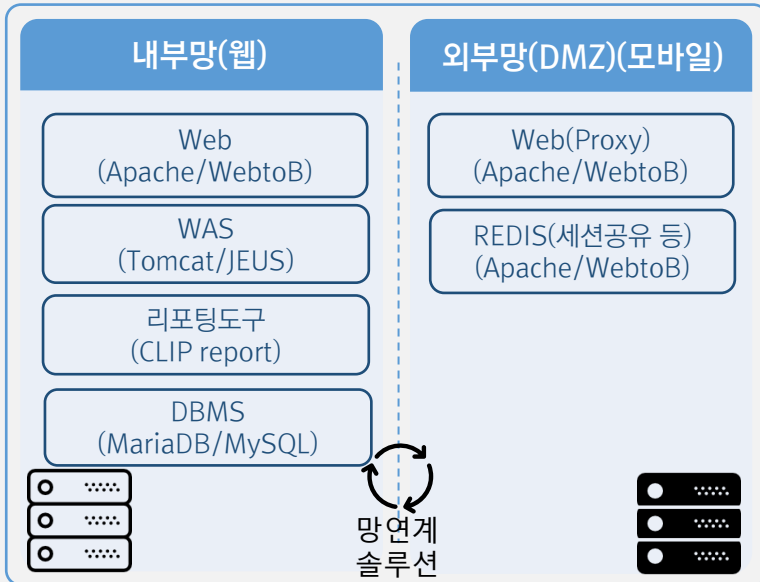 내부망(웹)
Web
(Apache/WebtoB)
WAS
(Tomcat/JEUS)
리포팅도구
(CLIP report)
DBMS
(MariaDB/MySQL)
외부망(DMZ)(모바일)
Web(Proxy)
(Apache/WebtoB)
REDIS(세션공유 등)
(Apache/WebtoB)
망연계
솔루션